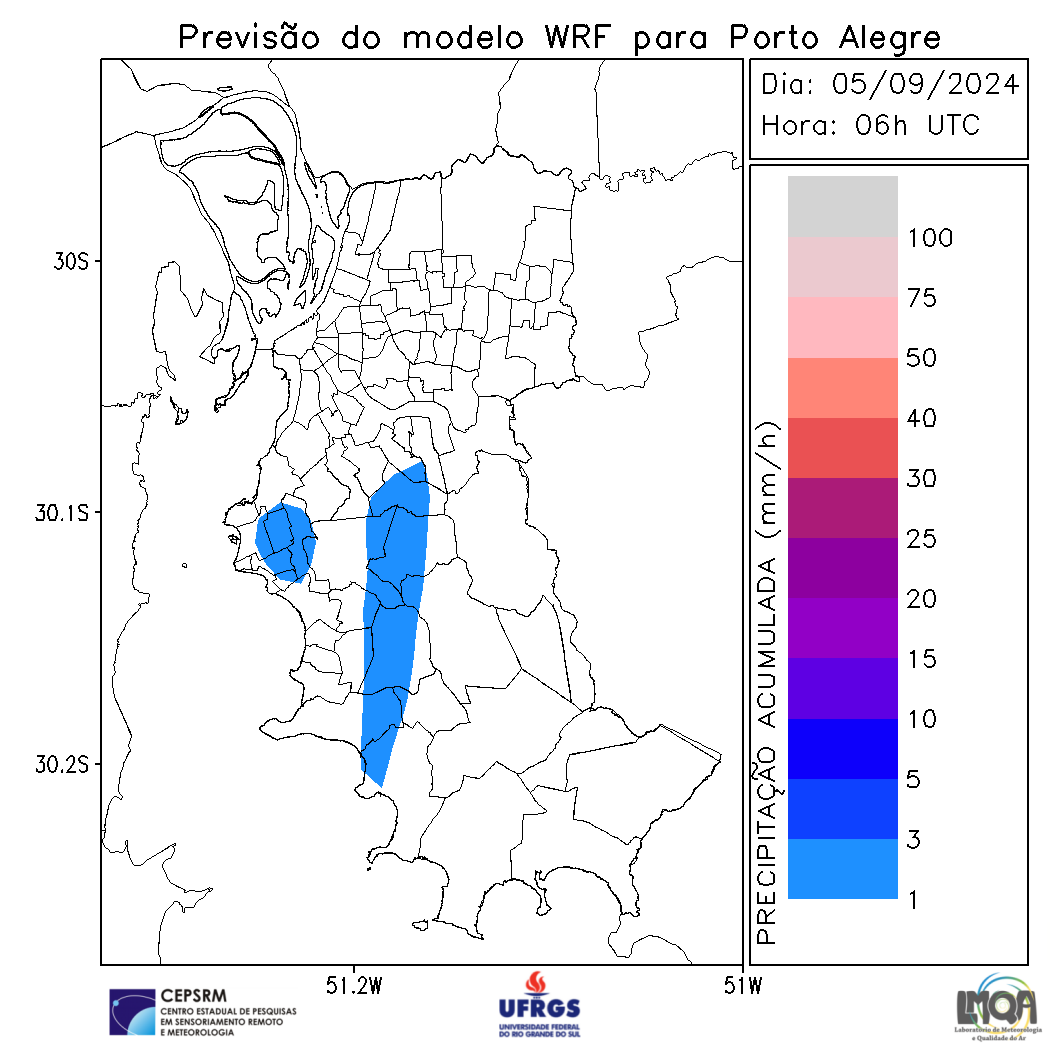 Previsão do modelo WRF para Porto Alegre
Dia: 05/09/2024
Hora: 06h UTC
30S
30.1S
30.2S
51.2W
51W
PRECIPITAÇÃO ACUMULADA (mm/h)
100
75
50
40
30
25
20
15
10
5
3
1
CEPSRM
CENTRO ESTADUAL DE PESQUISAS
EM SENSORIAMENTO REMOTO
E METEOROLOGIA
UFRGS
UNIVERSIDADE FEDERAL
DO RIO GRANDE DO SUL
LMQA
Laboratório de Meteorologia
e Qualidade do Ar